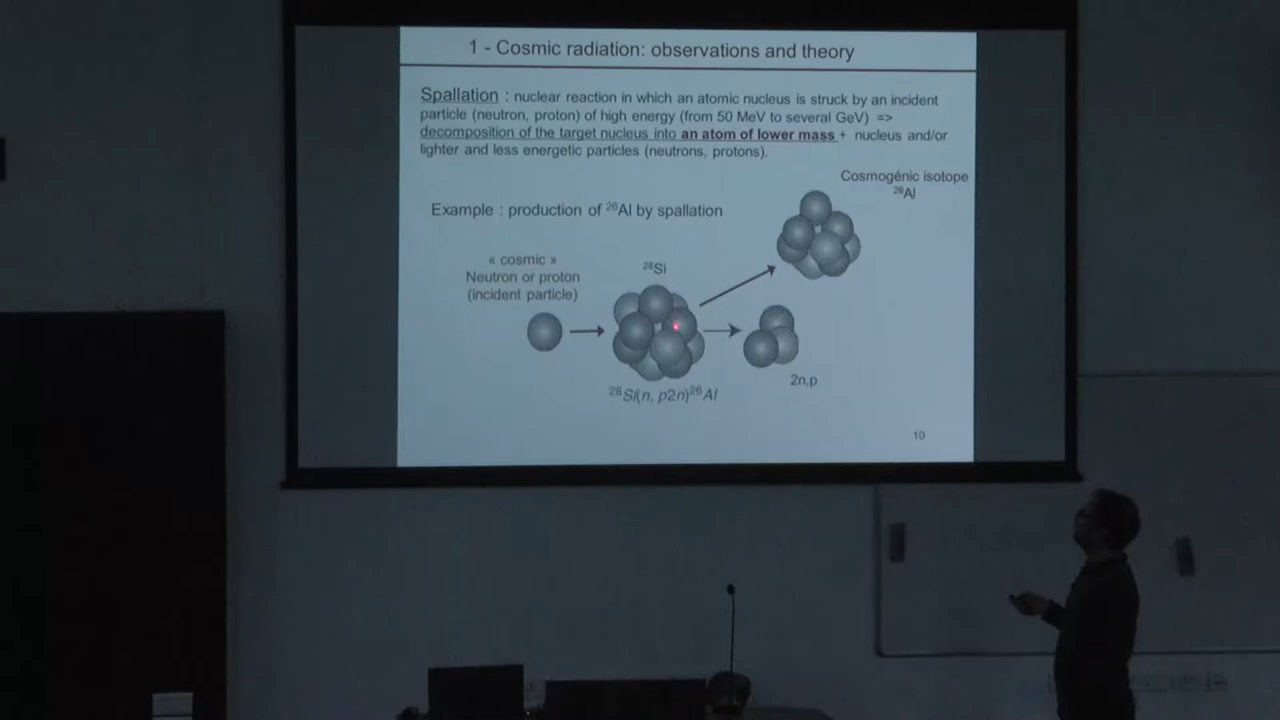 1 - Cosmic radiation: observations and theory
Spallation : nuclear reaction in which an atomic nucleus is struck by an incident
particle (neutron, proton) of high energy (from 50 MeV to several GeV) =>
decomposition of the target nucleus into an atom of lower mass + nucleus and/or
lighter and less energetic particles (neutrons, protons).
Cosmogénic isotope
²⁶Al
Example : production of ²⁶Al by spallation
« cosmic »
Neutron or proton
(incident particle)
²⁸Si
2n,p
²⁸Si(n, p2n)²⁶Al
10